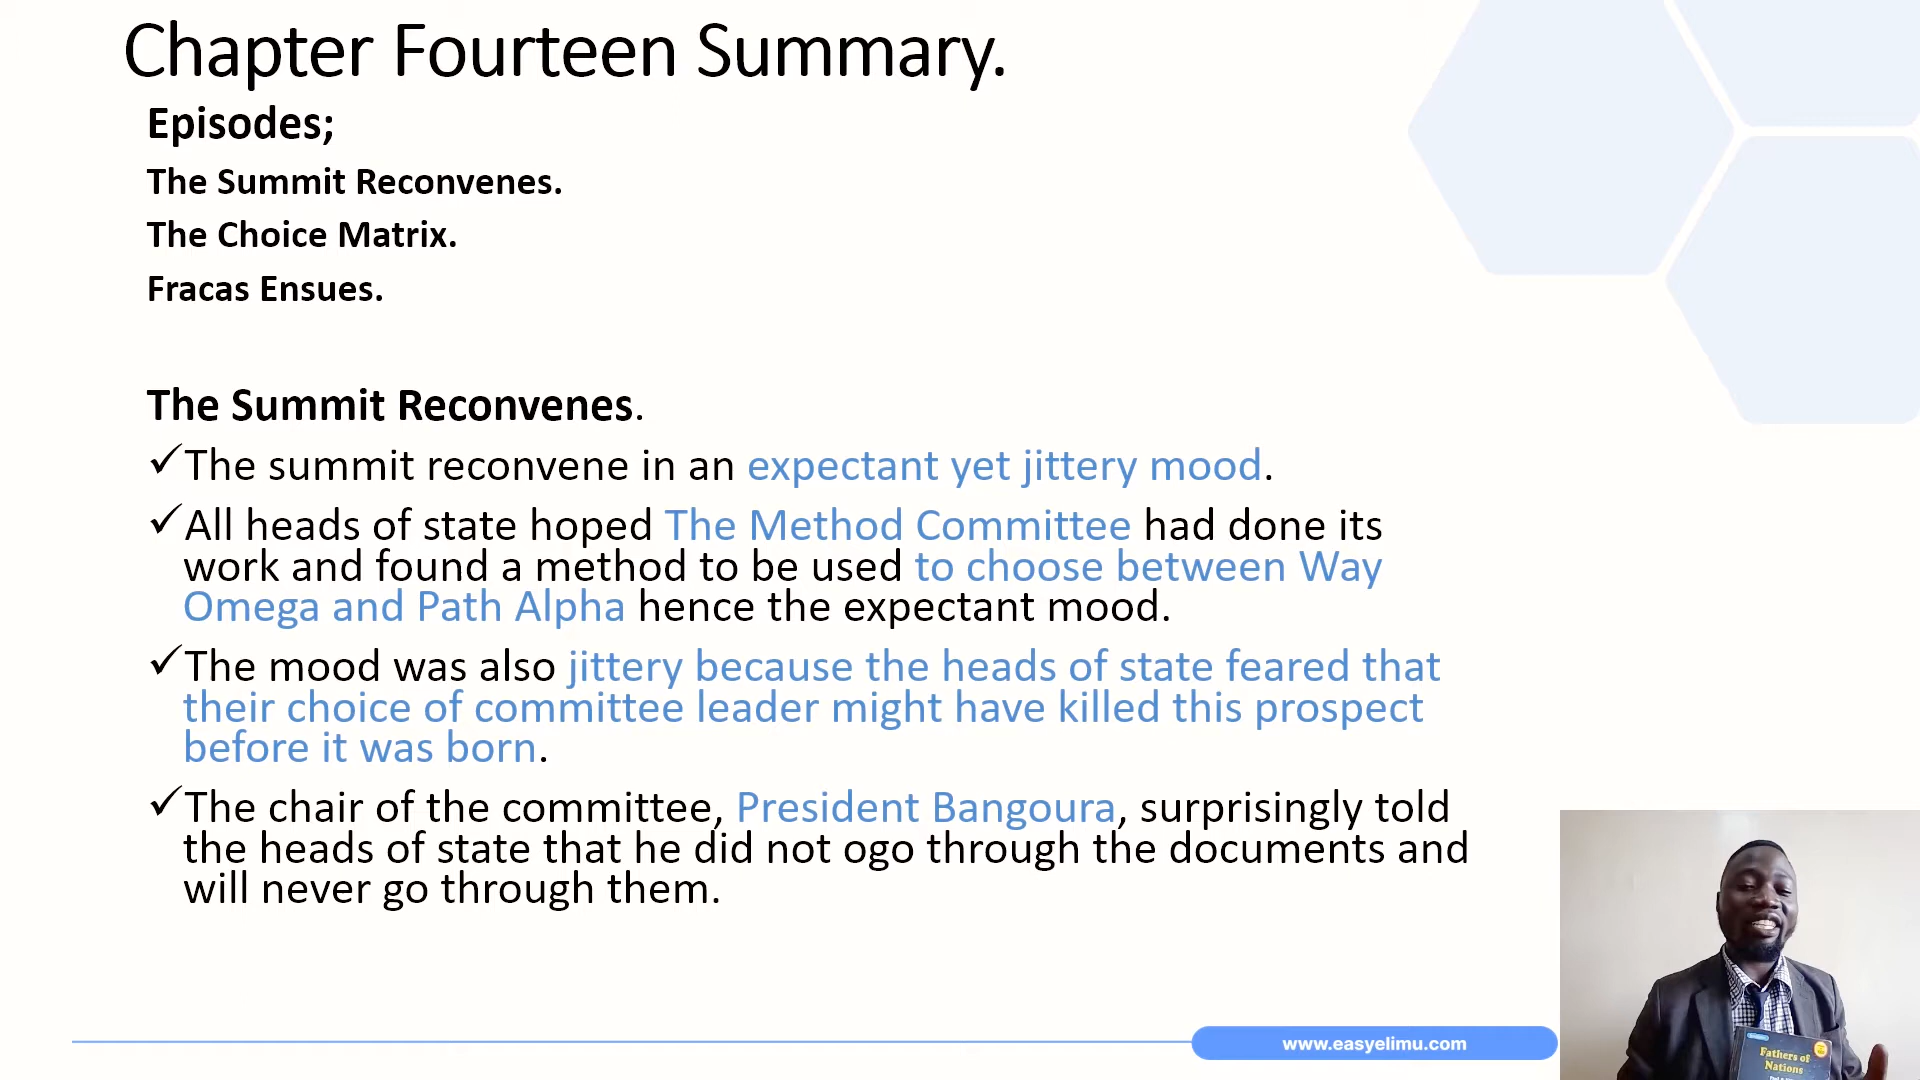 Chapter Fourteen Summary.
Episodes;
The Summit Reconvenes.
The Choice Matrix.
Fracas Ensues.
The Summit Reconvenes.
✓The summit reconvene in an expectant yet jittery mood.
✓All heads of state hoped The Method Committee had done its
work and found a method to be used to choose between Way
Omega and Path Alpha hence the expectant mood.
✓The mood was also jittery because the heads of state feared that
their choice of committee leader might have killed this prospect
before it was born.
✓The chair of the committee, President Bangoura, surprisingly told
the heads of state that he did not ogo through the documents and
will never go through them.
www.easyelimu.com
Fathers of
Nations